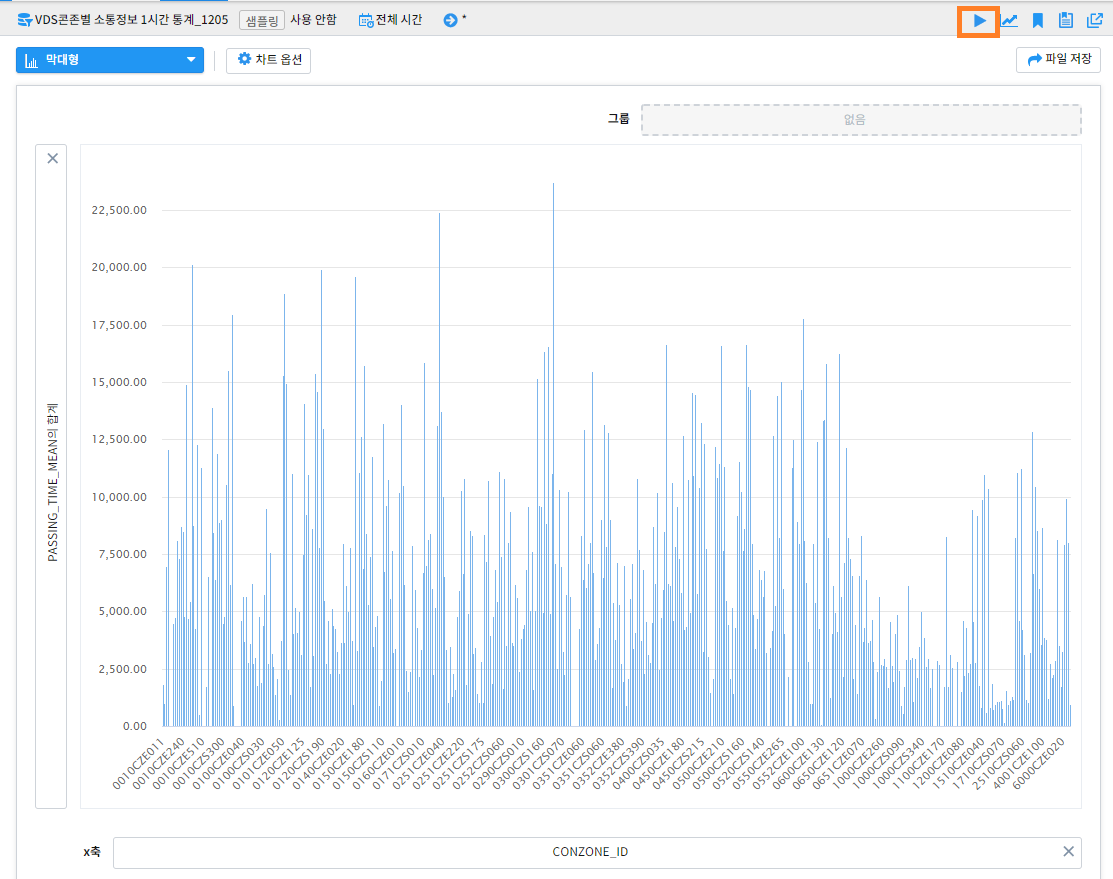 VDS콘존별 소통정보 1시간 통계_1205 샘플링 사용 안함 전체 시간 *
막대형 차트 옵션 파일 저장
그룹 없음
PASSING_TIME_MEAN의 합계
22,500.00
20,000.00
17,500.00
15,000.00
12,500.00
10,000.00
7,500.00
5,000.00
2,500.00
0.00
0010CZE011
0010CZE240
0010CZE510
0010CZS300
0100CZE040
0100CZS030
0101CZE050
0120CZE125
0120CZS190
0140CZE020
0150CZE180
0150CZS110
0160CZE010
0171CZS010
0251CZE040
0251CZE220
0251CZS175
0252CZS060
0290CZS010
0300CZS160
0301CZS070
0351CZE060
0351CZS060
0352CZE380
0352CZS390
0400CZS035
0450CZE180
0450CZS215
0500CZE210
0500CZS160
0520CZS140
0552CZE265
0552CZE100
0600CZE130
0650CZE120
0651CZE070
1000CZE260
1000CZS090
1000CZS340
1100CZE170
1200CZE080
1510CZE040
1710CZS070
2510CZS060
4001CZE100
6000CZE020
x축 CONZONE_ID